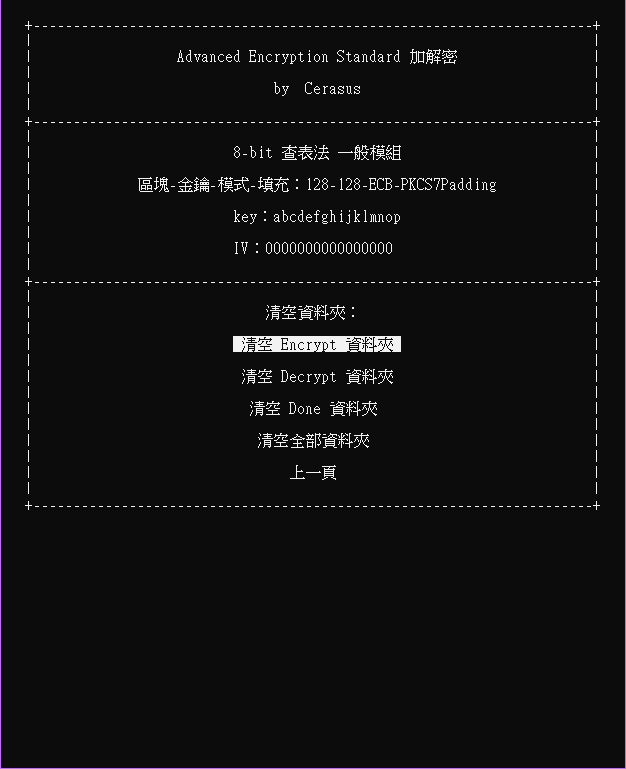 Advanced Encryption Standard 加解密
by Cerasus
8-bit 查表法 一般模組
區塊-金鑰-模式-填充：128-128-ECB-PKCS7Padding
key：abcdefghijklmnop
IV：0000000000000000
清空資料夾：
清空 Encrypt 資料夾
清空 Decrypt 資料夾
清空 Done 資料夾
清空全部資料夾
上一頁